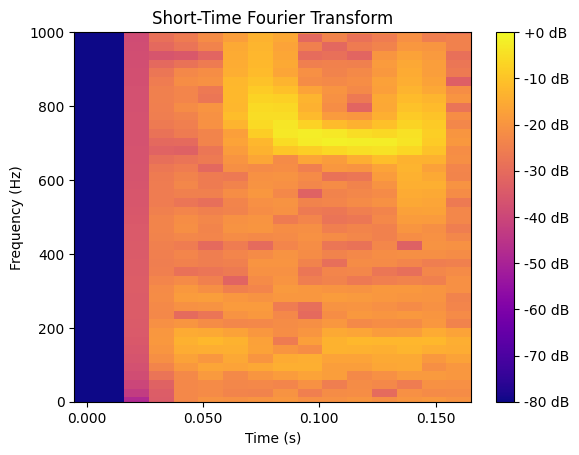 Short-Time Fourier Transform
1000
800
600
400
200
0
Frequency (Hz)
0.000
0.050
0.100
0.150
Time (s)
+0 dB
-10 dB
-20 dB
-30 dB
-40 dB
-50 dB
-60 dB
-70 dB
-80 dB